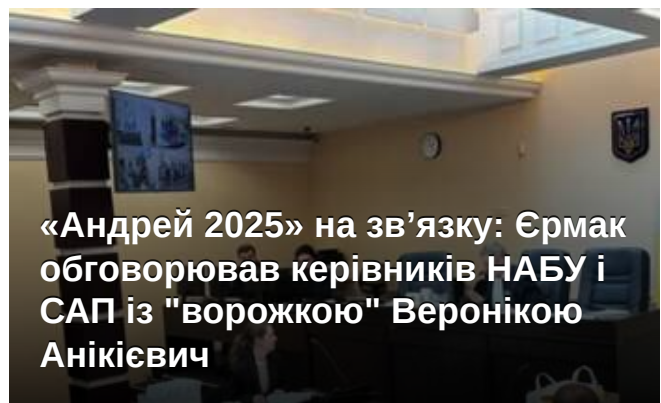 «Андрей 2025» на зв’язку: Єрмак
обговорював керівників НАБУ і
САП із "ворожкою" Веронікою
Анікієвич